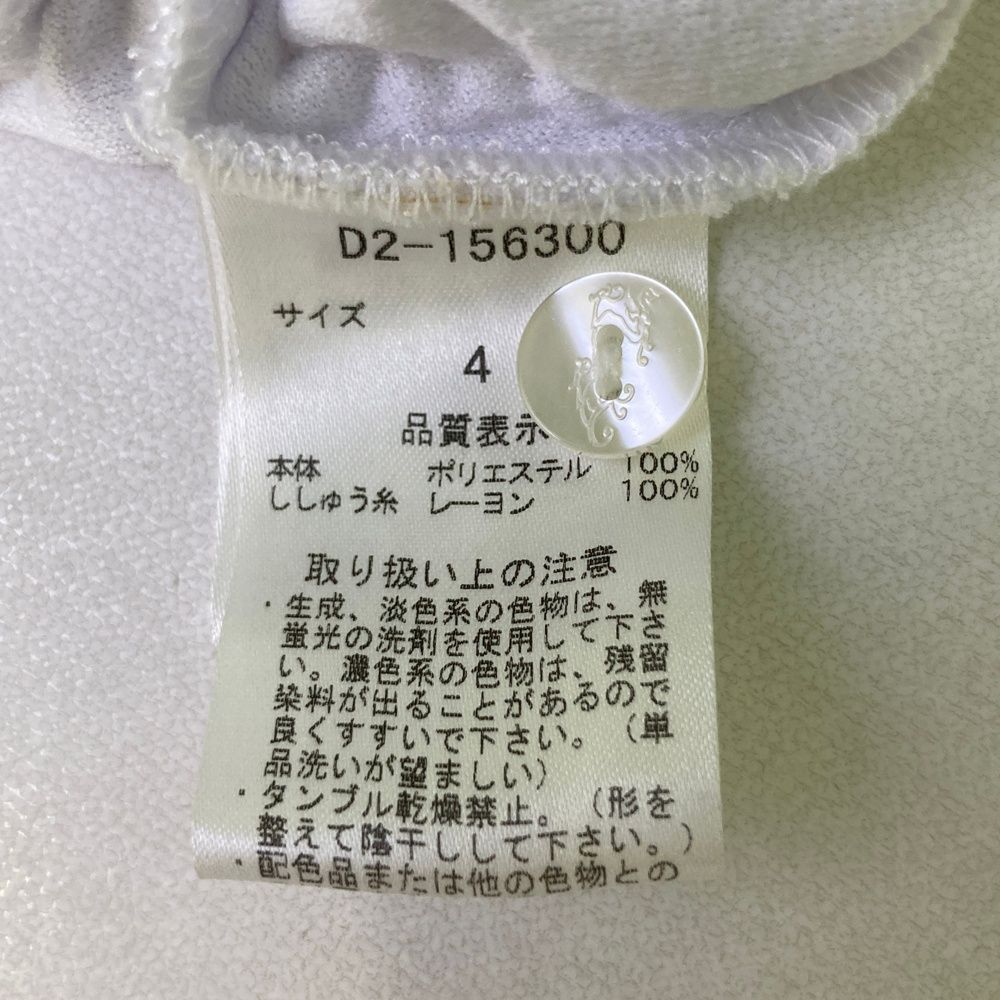 D2-156300
サイズ
4
品質表示
本体 ポリエステル 100%
ししゅう糸 レーヨン 100%
取り扱い上の注意
・生成、淡色系の色物は、無
蛍光の洗剤を使用して下さ
い。濃色系の色物は、残留
染料が出ることがあるので
良くすすいで下さい。（単
品洗いが望ましい）
・タンブル乾燥禁止。（形を
整えて陰干しして下さい。）
・配色品または他の色物との